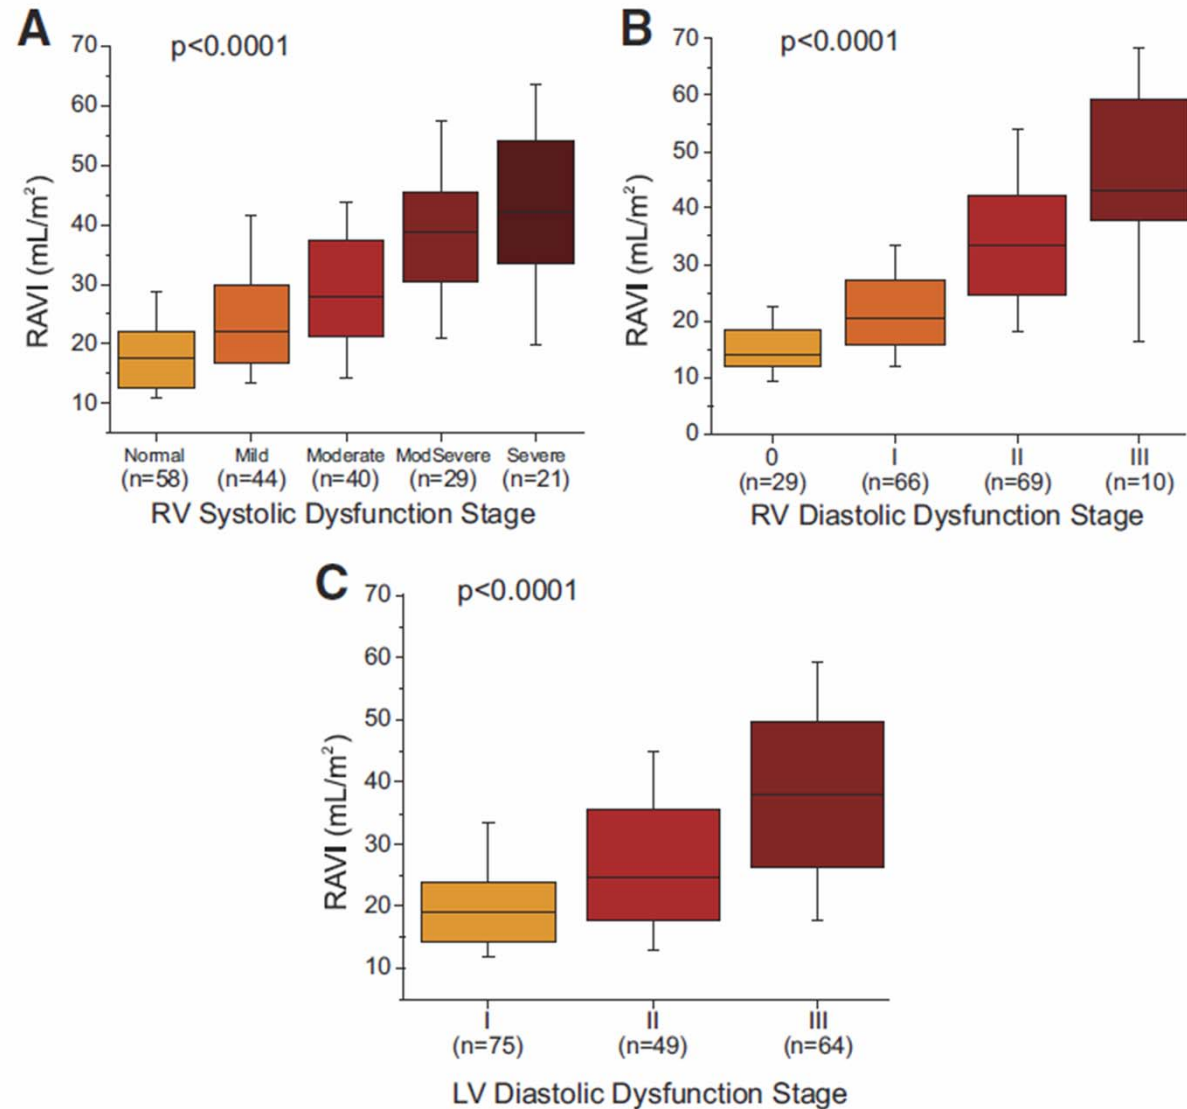 A
p<0.0001
RAVI (mL/m²)
70
60
50
40
30
20
10
Normal Mild Moderate ModSevere Severe
(n=58) (n=44) (n=40) (n=29) (n=21)
RV Systolic Dysfunction Stage
B
p<0.0001
RAVI (mL/m²)
70
60
50
40
30
20
10
0
0 I II III
(n=29) (n=66) (n=69) (n=10)
RV Diastolic Dysfunction Stage
C
p<0.0001
RAVI (mL/m²)
70
60
50
40
30
20
10
I II III
(n=75) (n=49) (n=64)
LV Diastolic Dysfunction Stage